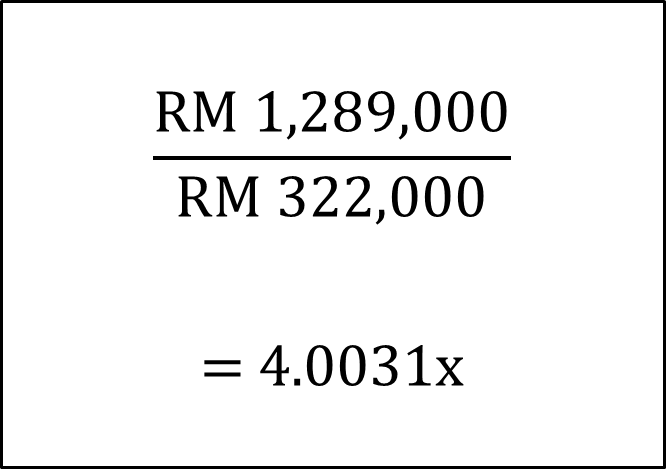 RM 1,289,000
RM 322,000
= 4.0031x